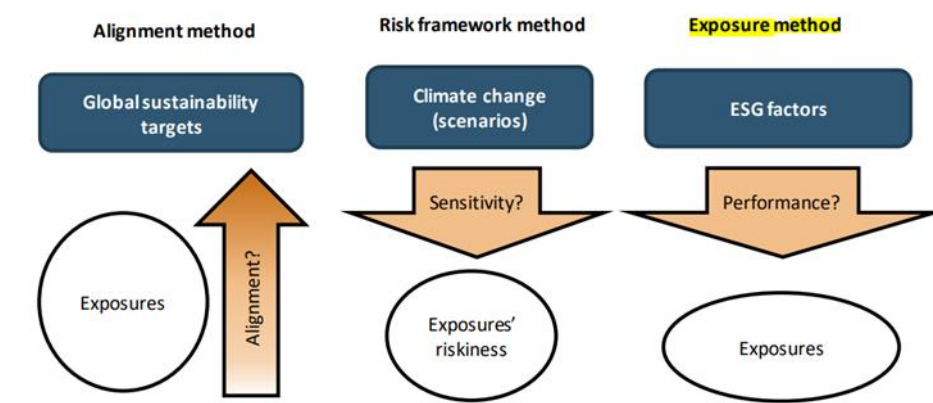 Alignment method
Global sustainability
targets
Exposures
Alignment?
Risk framework method
Climate change
(scenarios)
Sensitivity?
Exposures'
riskiness
Exposure method
ESG factors
Performance?
Exposures